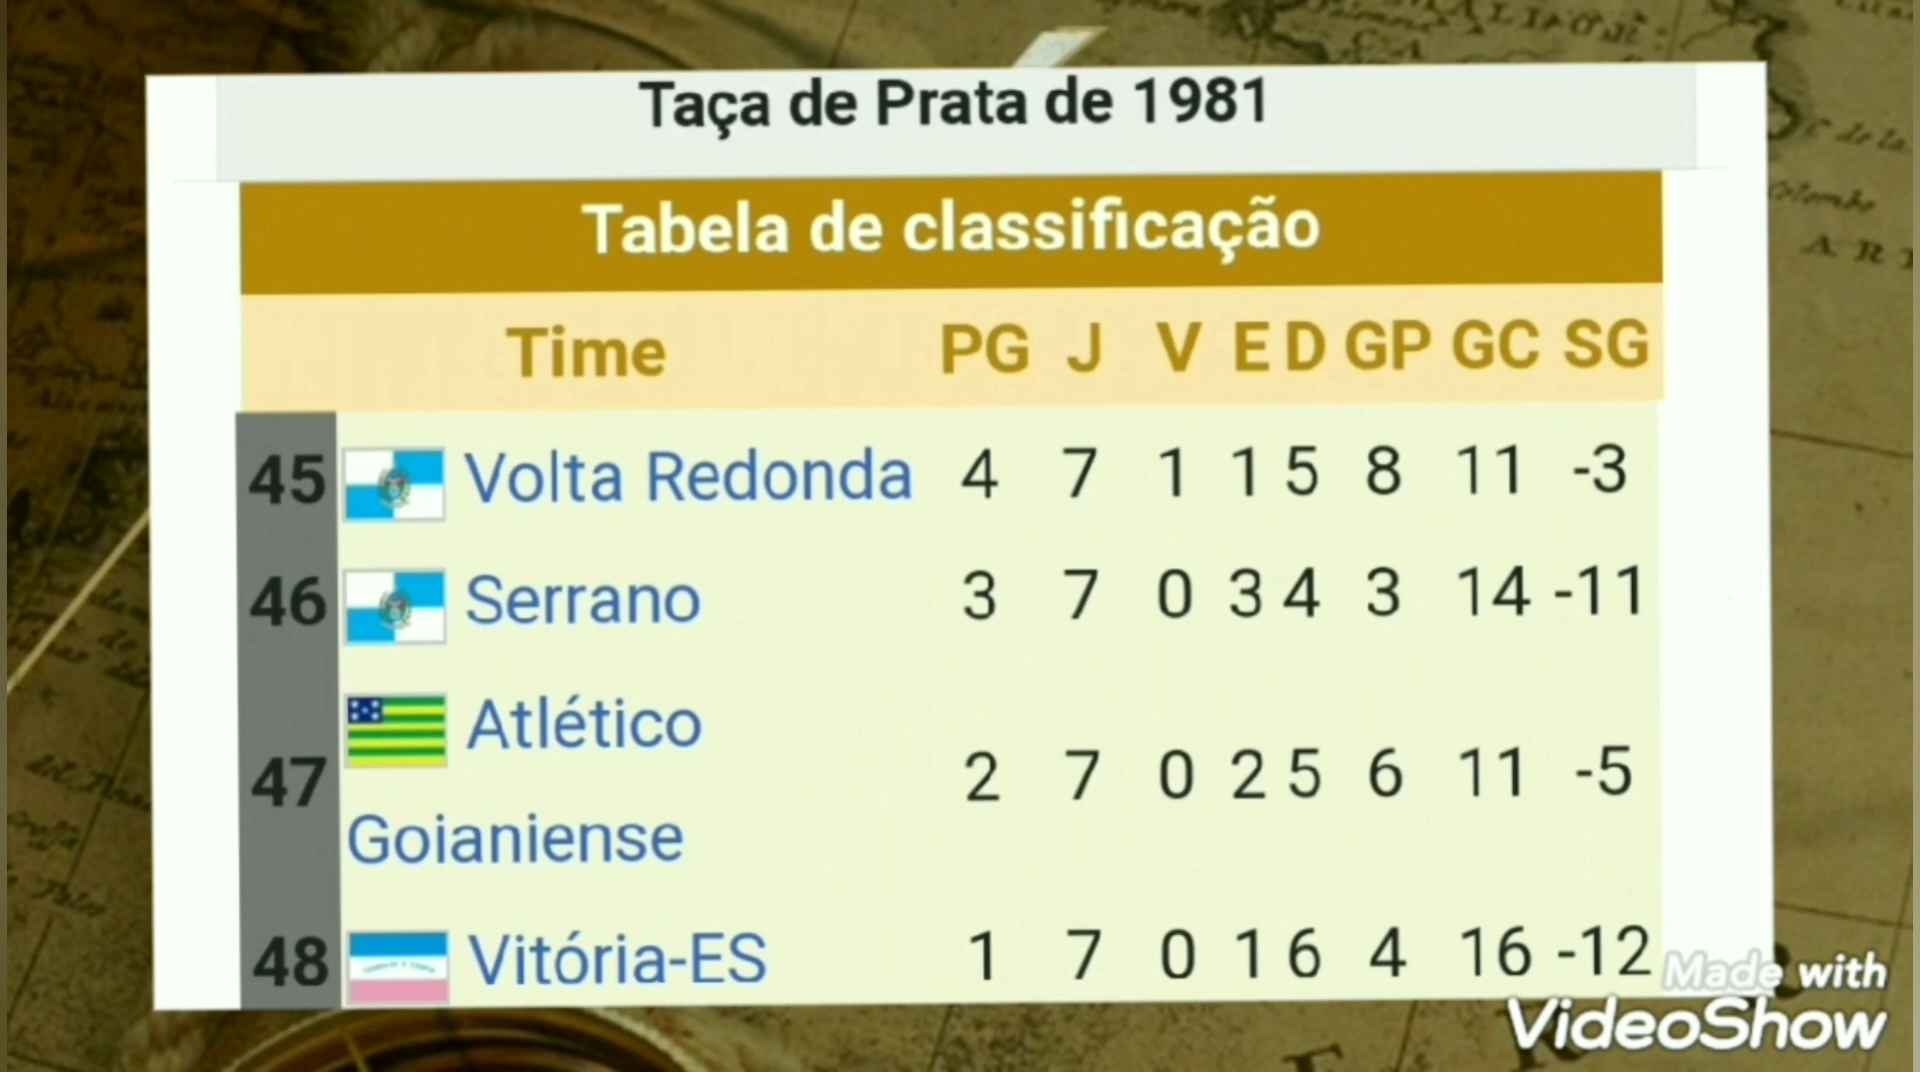 Taça de Prata de 1981
Tabela de classificação
Time PG J V E D GP GC SG
45 Volta Redonda 4 7 1 1 5 8 11 -3
46 Serrano 3 7 0 3 4 3 14 -11
47 Atlético Goianiense 2 7 0 2 5 6 11 -5
48 Vitória-ES 1 7 0 1 6 4 16 -12
Made with
VideoShow